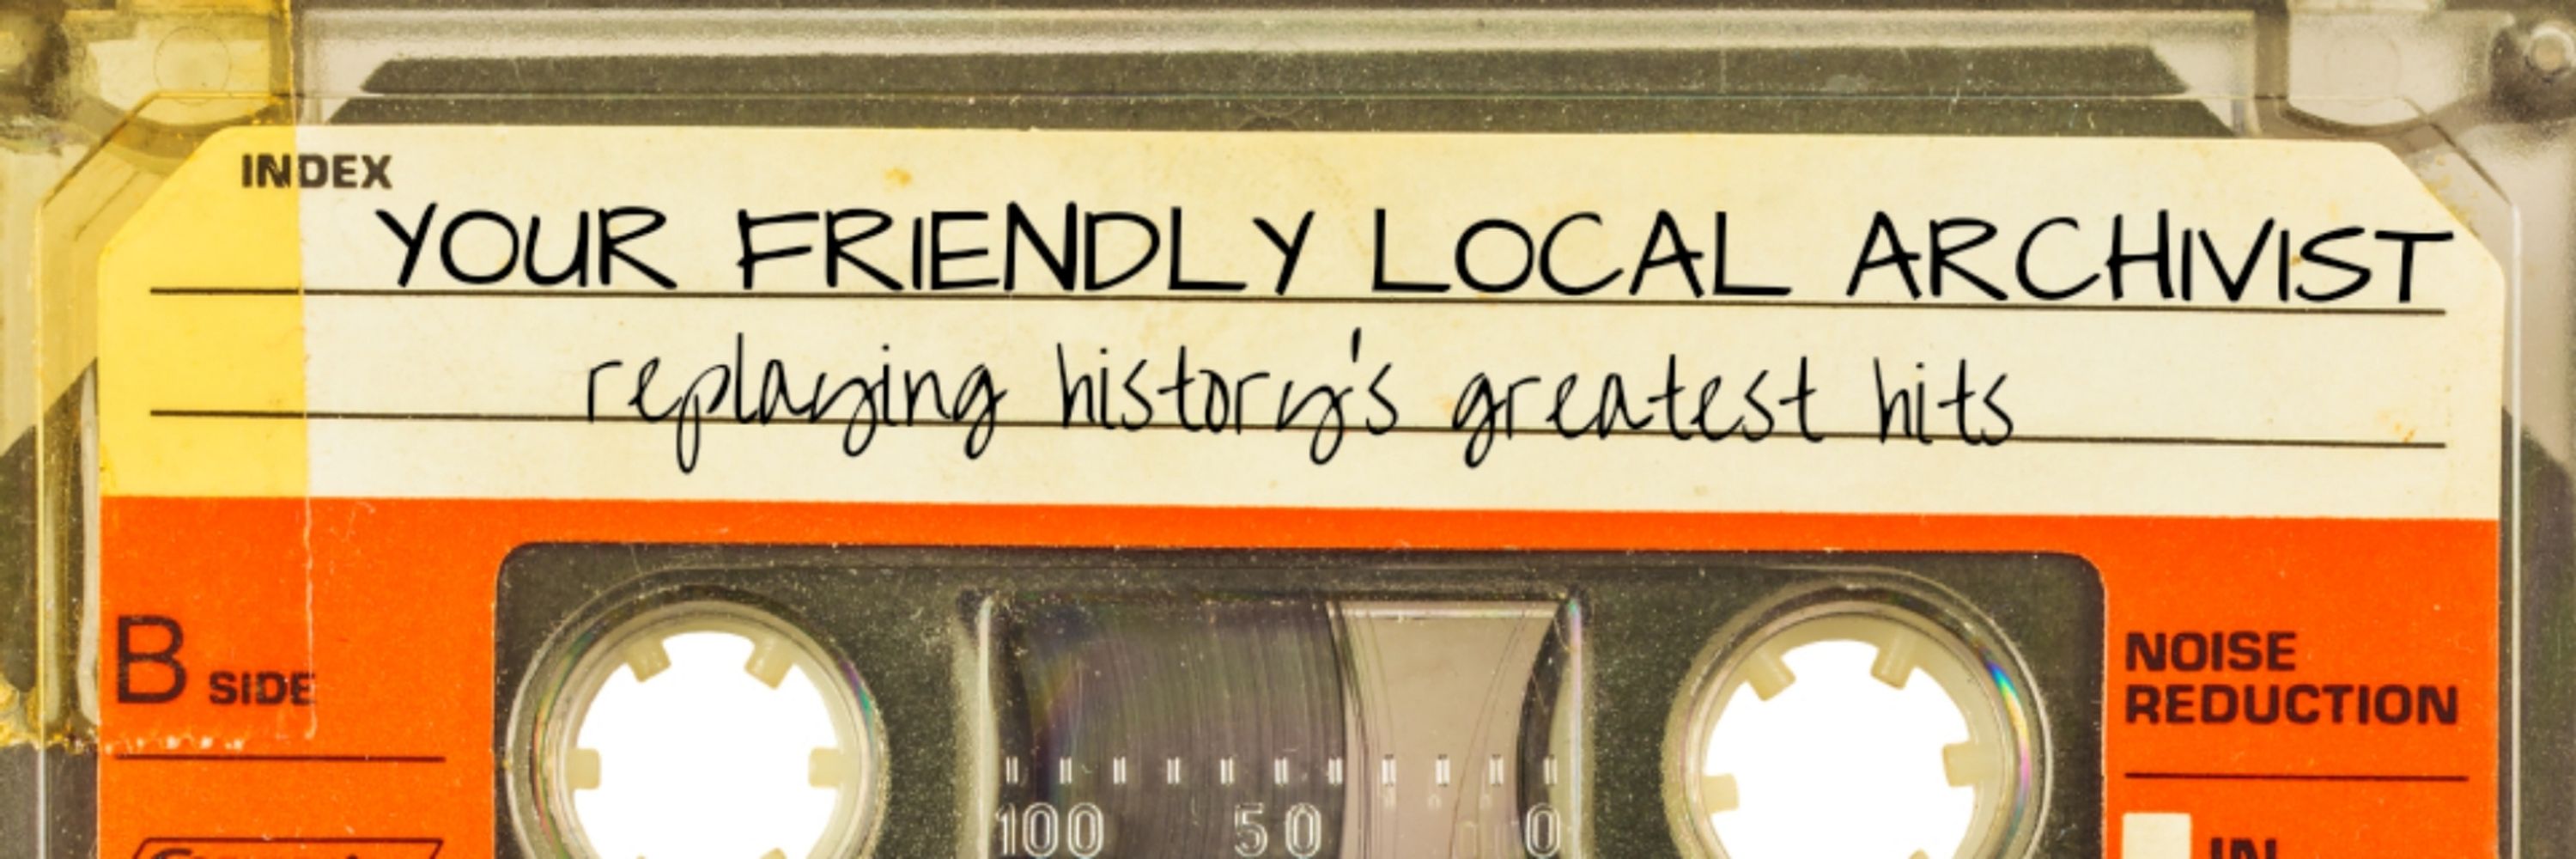 INDEX
YOUR FRIENDLY LOCAL ARCHIVIST
replaying history's greatest hits
B SIDE
NOISE
REDUCTION
100 50 0
IN